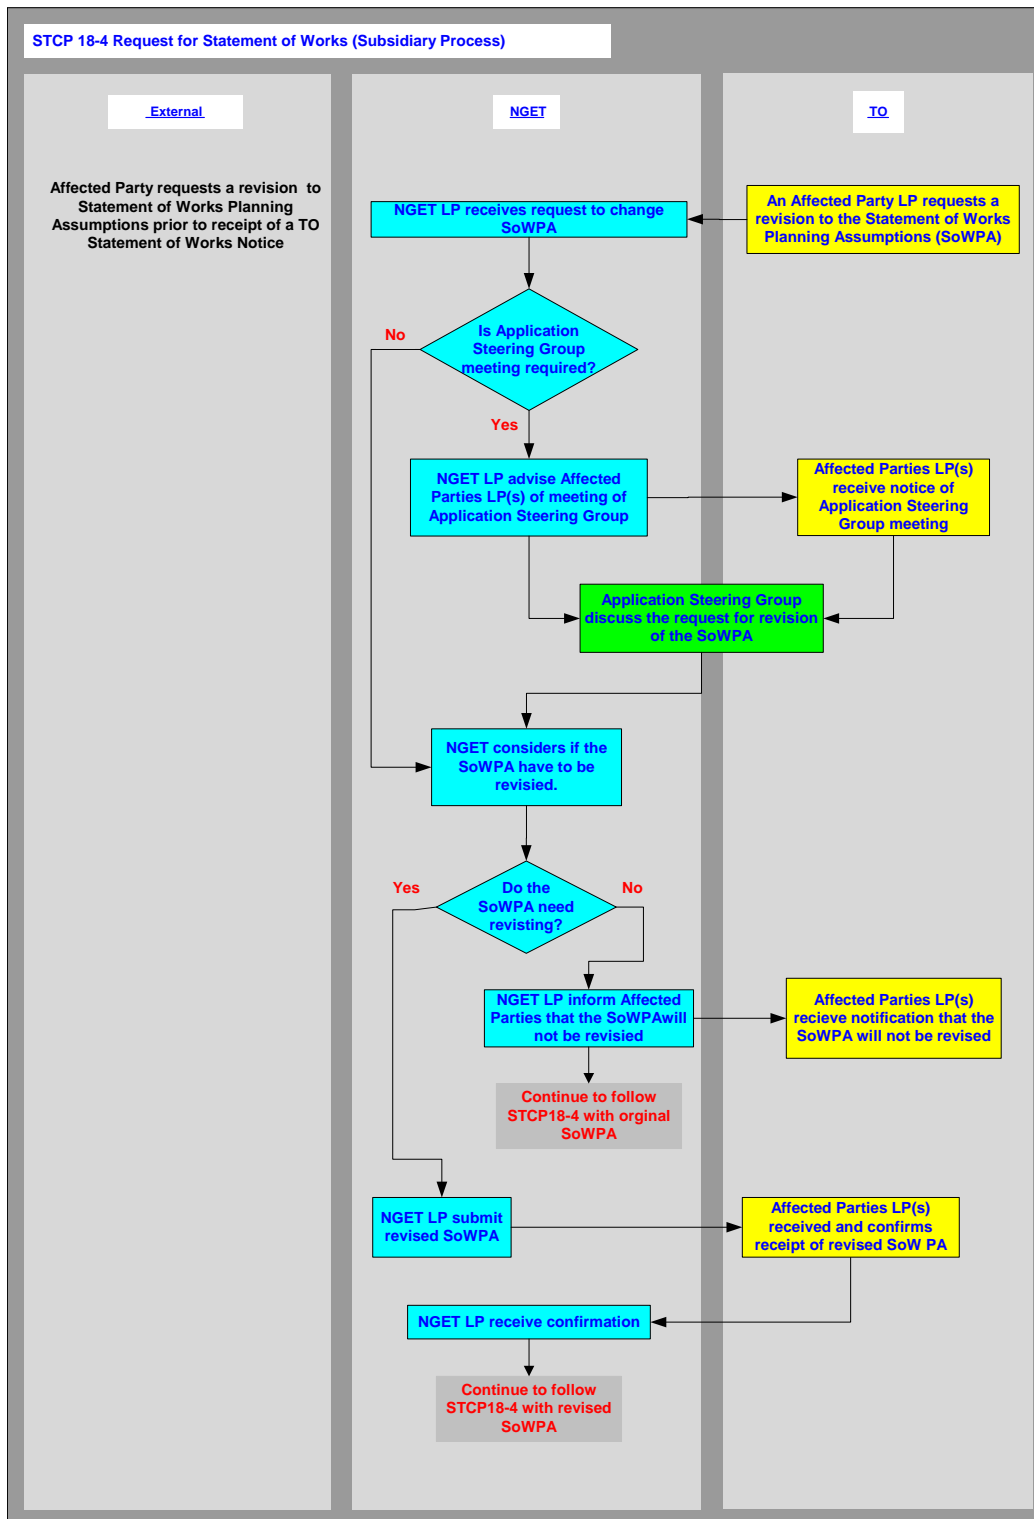 STCP 18-4 Request for Statement of Works (Subsidiary Process)
External
NGET
TO
Affected Party requests a revision to
Statement of Works Planning
Assumptions prior to receipt of a TO
Statement of Works Notice
NGET LP receives request to change
SoWPA
An Affected Party LP requests a
revision to the Statement of Works
Planning Assumptions (SoWPA)
No
Is Application
Steering Group
meeting required?
Yes
NGET LP advise Affected
Parties LP(s) of meeting of
Application Steering Group
Affected Parties LP(s)
receive notice of
Application Steering
Group meeting
Application Steering Group
discuss the request for revision
of the SoWPA
NGET considers if the
SoWPA have to be
revisied.
Yes
Do the
SoWPA need
revisting?
No
NGET LP inform Affected
Parties that the SoWPAwill
not be revisied
Affected Parties LP(s)
recieve notification that the
SoWPA will not be revised
Continue to follow
STCP18-4 with orginal
SoWPA
NGET LP submit
revised SoWPA
Affected Parties LP(s)
received and confirms
receipt of revised SoW PA
NGET LP receive confirmation
Continue to follow
STCP18-4 with revised
SoWPA